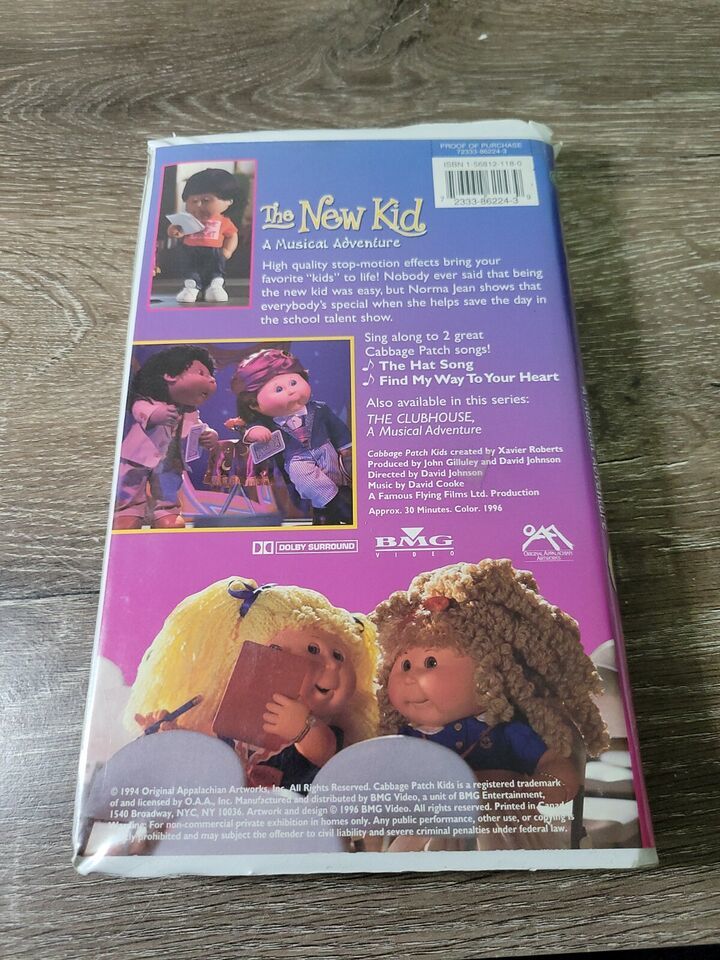 PROOF OF PURCHASE
72333-86224-3
ISBN 1-56812-118-0
7 2333-86224-3 9
The New Kid
A Musical Adventure
High quality stop-motion effects bring your
favorite "kids" to life! Nobody ever said that being
the new kid was easy, but Norma Jean shows that
everybody's special when she helps save the day in
the school talent show.
Sing along to 2 great
Cabbage Patch songs!
♪ The Hat Song
♪ Find My Way To Your Heart
Also available in this series:
THE CLUBHOUSE,
A Musical Adventure
Cabbage Patch Kids created by Xavier Roberts
Produced by John Gilluley and David Johnson
Directed by David Johnson
Music by David Cooke
A Famous Flying Films Ltd. Production
Approx. 30 Minutes. Color. 1996
DOLBY SURROUND
BMG
VIDEO
ORIGINAL APPALACHIAN
ARTWORKS
© 1994 Original Appalachian Artworks, Inc. All Rights Reserved. Cabbage Patch Kids is a registered trademark
of and licensed by O.A.A., Inc. Manufactured and distributed by BMG Video, a unit of BMG Entertainment,
1540 Broadway, NYC, NY 10036. Artwork and design © 1996 BMG Video. All rights reserved. Printed in Canada
Warning: For non-commercial private exhibition in homes only. Any public performance, other use, or copying is
prohibited and may subject the offender to civil liability and severe criminal penalties under federal law.